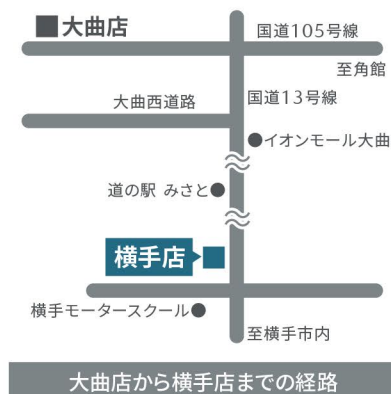 大曲店
国道105号線
至角館
大曲西道路
国道13号線
イオンモール大曲
道の駅 みさと
横手店
横手モータースクール
至横手市内
大曲店から横手店までの経路